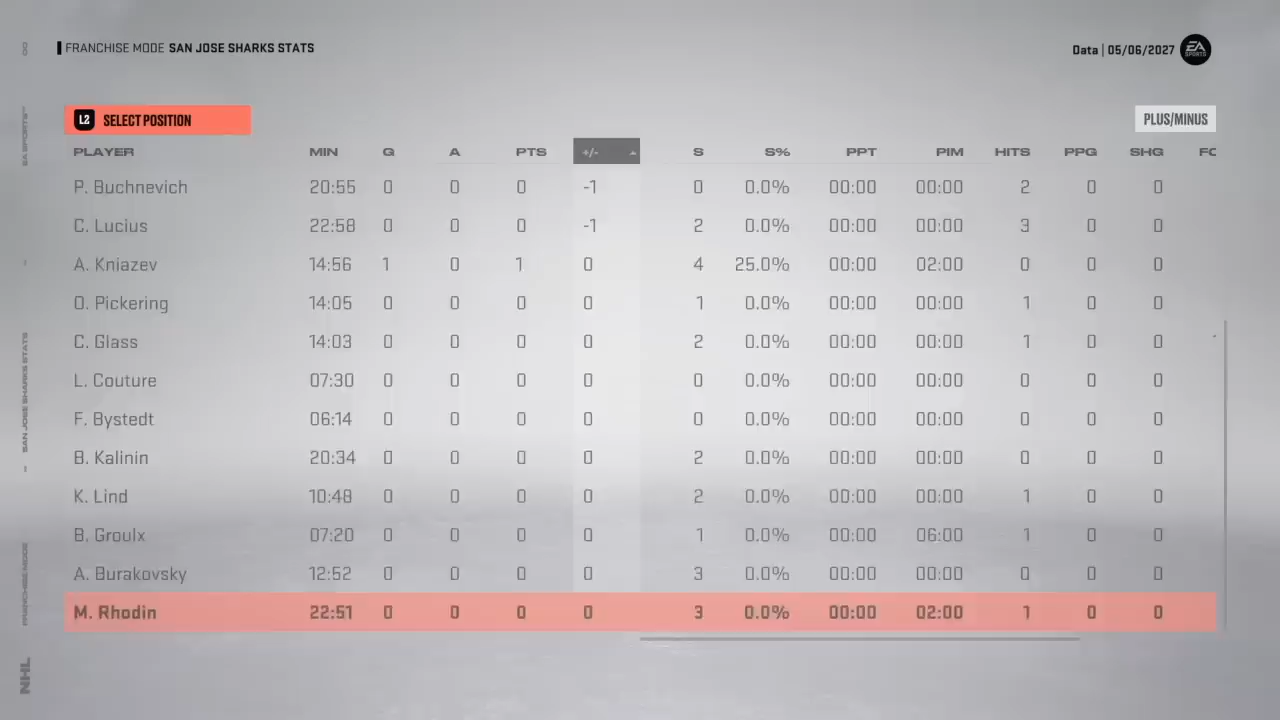 FRANCHISE MODE SAN JOSE SHARKS STATS
Data | 05/06/2027
EA SPORTS
L2 SELECT POSITION
PLUS/MINUS
PLAYER MIN G A PTS +/- S S% PPT PIM HITS PPG SHG FO
P. Buchnevich 20:55 0 0 0 -1 0 0.0% 00:00 00:00 2 0 0
C. Lucius 22:58 0 0 0 -1 2 0.0% 00:00 00:00 3 0 0
A. Kniazev 14:56 1 0 1 0 4 25.0% 00:00 02:00 0 0 0
O. Pickering 14:05 0 0 0 0 1 0.0% 00:00 00:00 1 0 0
C. Glass 14:03 0 0 0 0 2 0.0% 00:00 00:00 1 0 0
L. Couture 07:30 0 0 0 0 0 0.0% 00:00 00:00 0 0 0
F. Bystedt 06:14 0 0 0 0 0 0.0% 00:00 00:00 0 0 0
B. Kalinin 20:34 0 0 0 0 2 0.0% 00:00 00:00 0 0 0
K. Lind 10:48 0 0 0 0 2 0.0% 00:00 00:00 1 0 0
B. Groulx 07:20 0 0 0 0 1 0.0% 00:00 06:00 1 0 0
A. Burakovsky 12:52 0 0 0 0 3 0.0% 00:00 00:00 0 0 0
M. Rhodin 22:51 0 0 0 0 3 0.0% 00:00 02:00 1 0 0
NHL
FRANCHISE MODE
SAN JOSE SHARKS STATS
EA SPORTS™